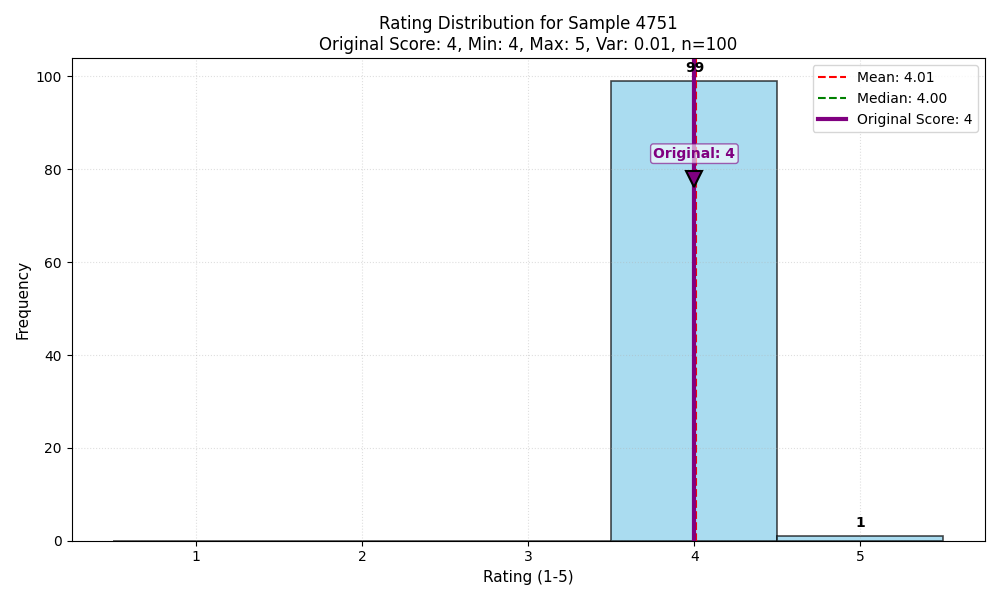 Rating Distribution for Sample 4751
Original Score: 4, Min: 4, Max: 5, Var: 0.01, n=100
Frequency
100
80
60
40
20
0
99
Original: 4
1
Mean: 4.01
Median: 4.00
Original Score: 4
1
2
3
4
5
Rating (1-5)